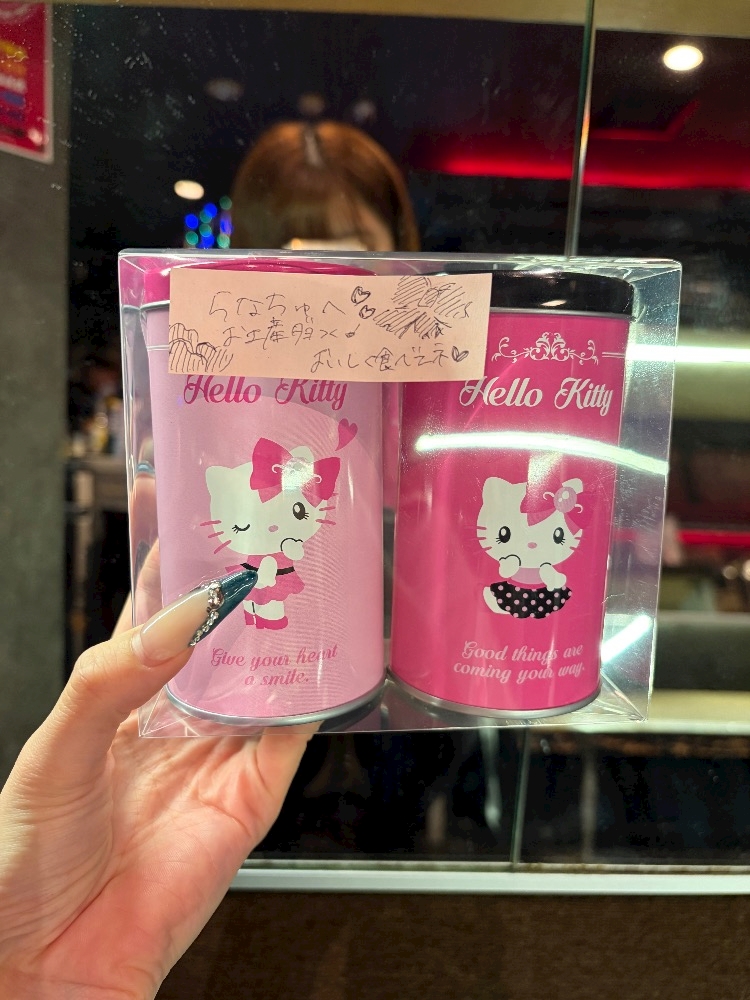 らなちゅへ
お土産
おいしく食べてネ
Hello Kitty
Give your heart
a smile.
Hello Kitty
Good things are
coming your way.